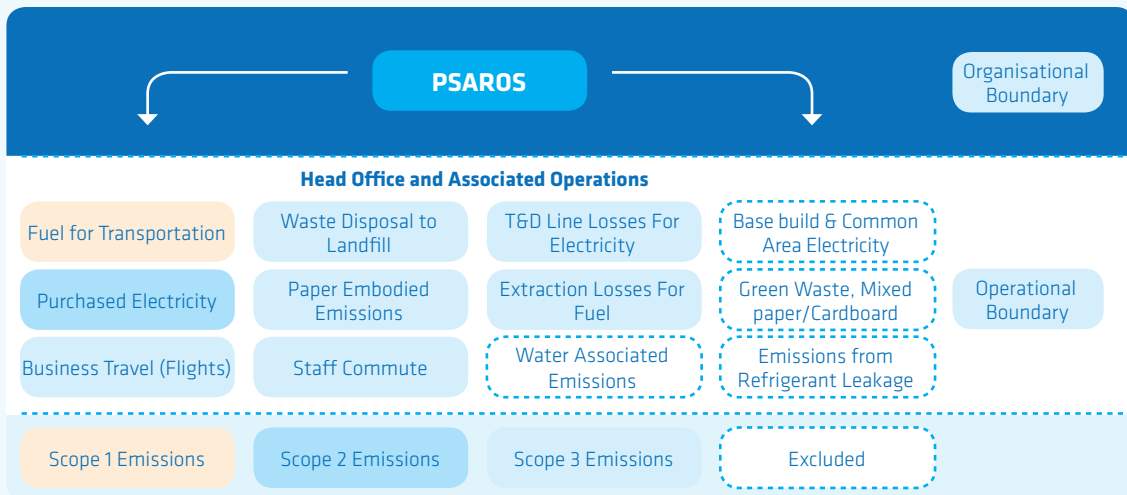 PSAROS
Organisational
Boundary
Head Office and Associated Operations
Fuel for Transportation
Waste Disposal to
Landfill
T&D Line Losses For
Electricity
Base build & Common
Area Electricity
Purchased Electricity
Paper Embodied
Emissions
Extraction Losses For
Fuel
Green Waste, Mixed
paper/Cardboard
Operational
Boundary
Business Travel (Flights)
Staff Commute
Water Associated
Emissions
Emissions from
Refrigerant Leakage
Scope 1 Emissions
Scope 2 Emissions
Scope 3 Emissions
Excluded